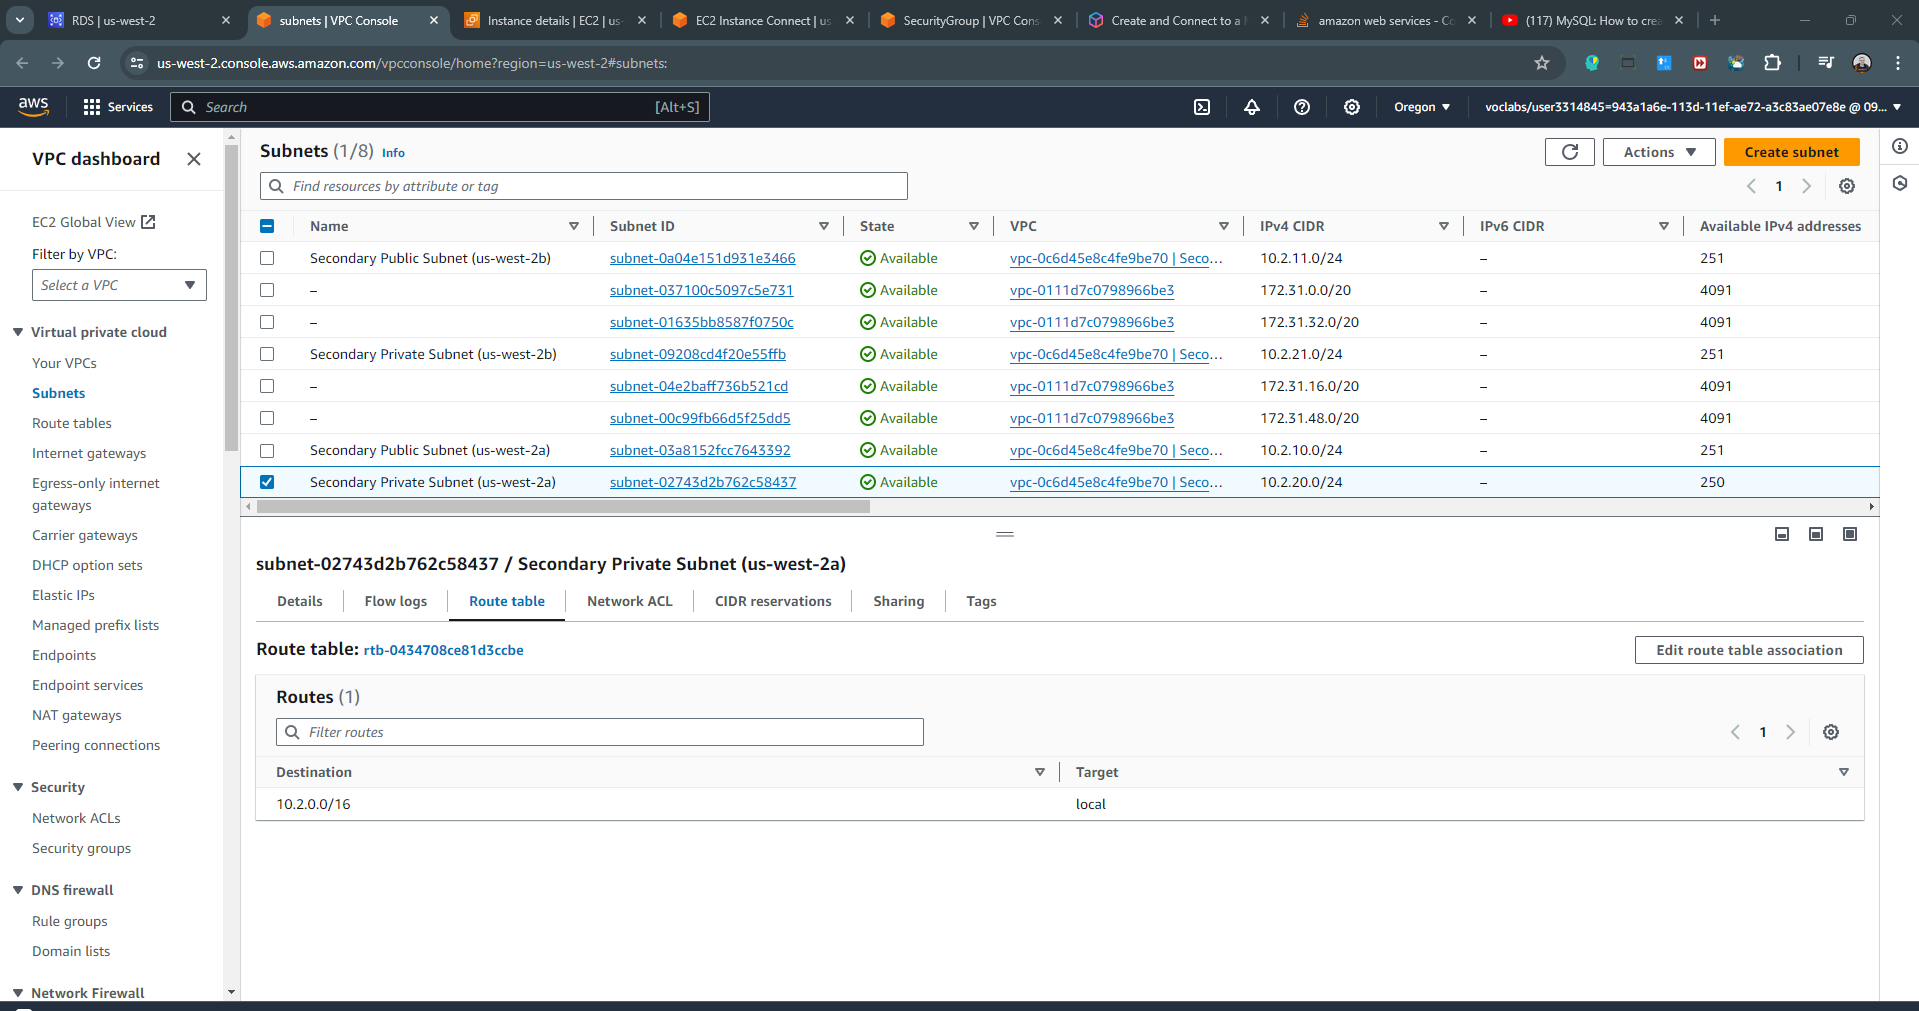 RDS | us-west-2
subnets | VPC Console
Instance details | EC2 | us-
EC2 Instance Connect | us
SecurityGroup | VPC Cons
Create and Connect to a
amazon web services - Co
(117) MySQL: How to crea
us-west-2.console.aws.amazon.com/vpcconsole/home?region=us-west-2#subnets:
aws
Services
Search
[Alt+S]
Oregon
voclabs/user3314845=943a1a6e-113d-11ef-ae72-a3c83ae07e8e @ 09...
VPC dashboard
EC2 Global View
Filter by VPC:
Select a VPC
Virtual private cloud
Your VPCs
Subnets
Route tables
Internet gateways
Egress-only internet
gateways
Carrier gateways
DHCP option sets
Elastic IPs
Managed prefix lists
Endpoints
Endpoint services
NAT gateways
Peering connections
Security
Network ACLs
Security groups
DNS firewall
Rule groups
Domain lists
Network Firewall
Subnets (1/8) Info
Actions
Create subnet
Find resources by attribute or tag
1
Name Subnet ID State VPC IPv4 CIDR IPv6 CIDR Available IPv4 addresses
Secondary Public Subnet (us-west-2b) subnet-0a04e151d931e3466 Available vpc-0c6d45e8c4fe9be70 | Seco... 10.2.11.0/24 – 251
– subnet-037100c5097c5e731 Available vpc-0111d7c0798966be3 172.31.0.0/20 – 4091
– subnet-01635bb8587f0750c Available vpc-0111d7c0798966be3 172.31.32.0/20 – 4091
Secondary Private Subnet (us-west-2b) subnet-09208cd4f20e55ffb Available vpc-0c6d45e8c4fe9be70 | Seco... 10.2.21.0/24 – 251
– subnet-04e2baff736b521cd Available vpc-0111d7c0798966be3 172.31.16.0/20 – 4091
– subnet-00c99fb66d5f25dd5 Available vpc-0111d7c0798966be3 172.31.48.0/20 – 4091
Secondary Public Subnet (us-west-2a) subnet-03a8152fcc7643392 Available vpc-0c6d45e8c4fe9be70 | Seco... 10.2.10.0/24 – 251
Secondary Private Subnet (us-west-2a) subnet-02743d2b762c58437 Available vpc-0c6d45e8c4fe9be70 | Seco... 10.2.20.0/24 – 250
subnet-02743d2b762c58437 / Secondary Private Subnet (us-west-2a)
Details Flow logs Route table Network ACL CIDR reservations Sharing Tags
Route table: rtb-0434708ce81d3ccbe
Edit route table association
Routes (1)
Filter routes
1
Destination Target
10.2.0.0/16 local